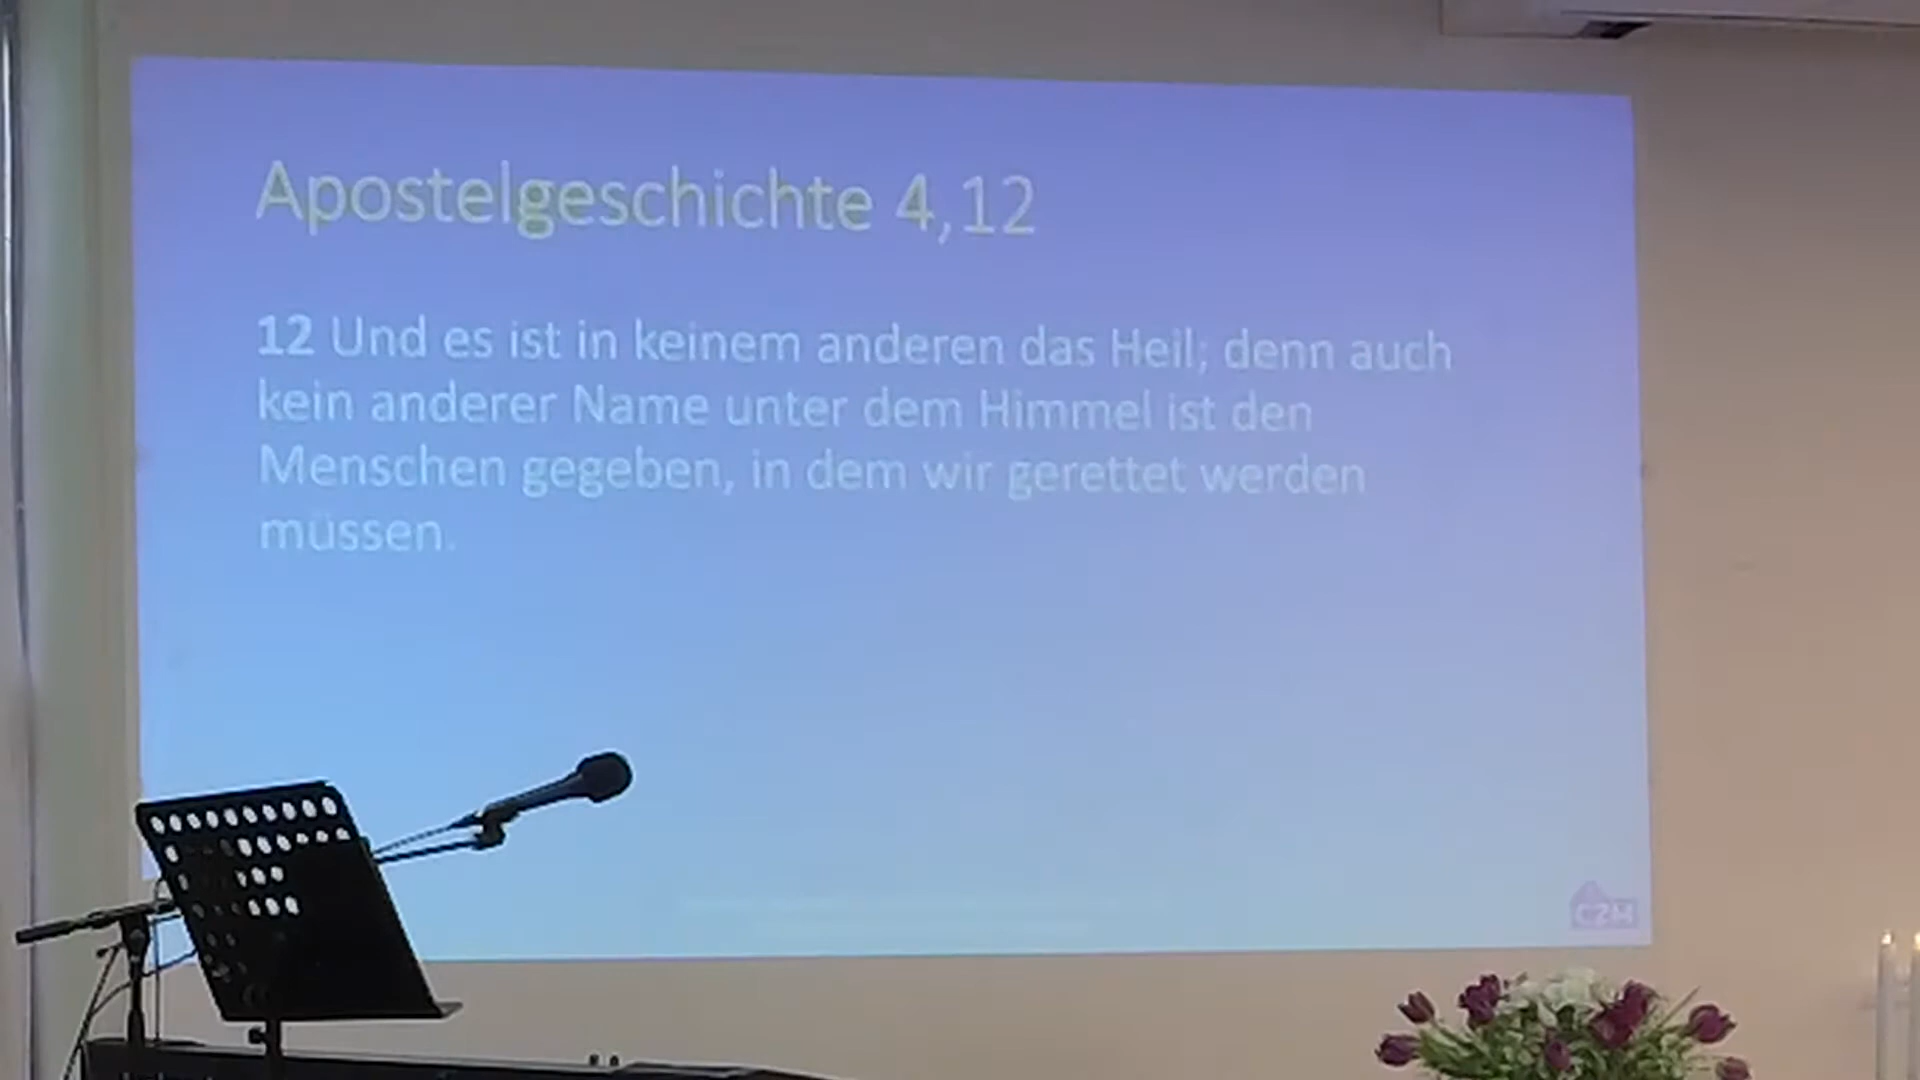 Apostelgeschichte 4,12
12 Und es ist in keinem anderen das Heil; denn auch
kein anderer Name unter dem Himmel ist den
Menschen gegeben, in dem wir gerettet werden
müssen.
CZM